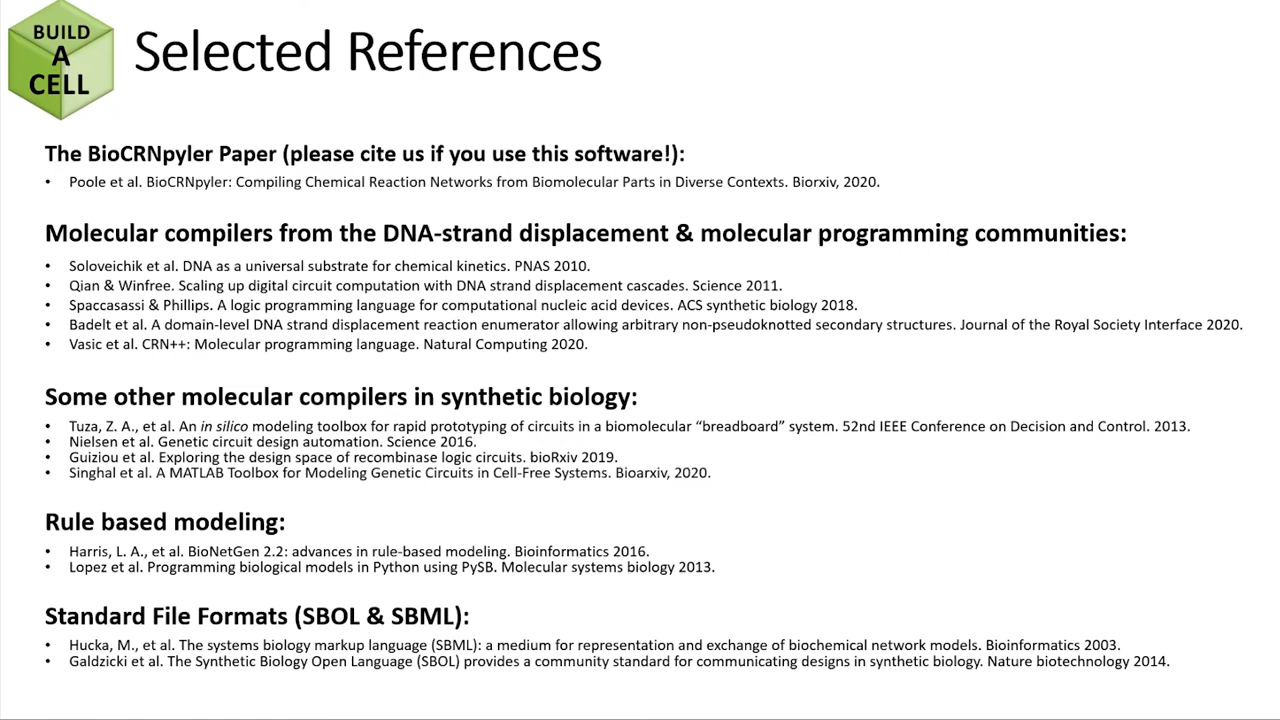 BUILD
A
CELL
Selected References
The BioCRNpyler Paper (please cite us if you use this software!):
• Poole et al. BioCRNpyler: Compiling Chemical Reaction Networks from Biomolecular Parts in Diverse Contexts. Biorxiv, 2020.
Molecular compilers from the DNA-strand displacement & molecular programming communities:
• Soloveichik et al. DNA as a universal substrate for chemical kinetics. PNAS 2010.
• Qian & Winfree. Scaling up digital circuit computation with DNA strand displacement cascades. Science 2011.
• Spaccasassi & Phillips. A logic programming language for computational nucleic acid devices. ACS synthetic biology 2018.
• Badelt et al. A domain-level DNA strand displacement reaction enumerator allowing arbitrary non-pseudoknotted secondary structures. Journal of the Royal Society Interface 2020.
• Vasic et al. CRN++: Molecular programming language. Natural Computing 2020.
Some other molecular compilers in synthetic biology:
• Tuza, Z. A., et al. An in silico modeling toolbox for rapid prototyping of circuits in a biomolecular “breadboard” system. 52nd IEEE Conference on Decision and Control. 2013.
• Nielsen et al. Genetic circuit design automation. Science 2016.
• Guiziou et al. Exploring the design space of recombinase logic circuits. bioRxiv 2019.
• Singhal et al. A MATLAB Toolbox for Modeling Genetic Circuits in Cell-Free Systems. Bioarxiv, 2020.
Rule based modeling:
• Harris, L. A., et al. BioNetGen 2.2: advances in rule-based modeling. Bioinformatics 2016.
• Lopez et al. Programming biological models in Python using PySB. Molecular systems biology 2013.
Standard File Formats (SBOL & SBML):
• Hucka, M., et al. The systems biology markup language (SBML): a medium for representation and exchange of biochemical network models. Bioinformatics 2003.
• Galdzicki et al. The Synthetic Biology Open Language (SBOL) provides a community standard for communicating designs in synthetic biology. Nature biotechnology 2014.